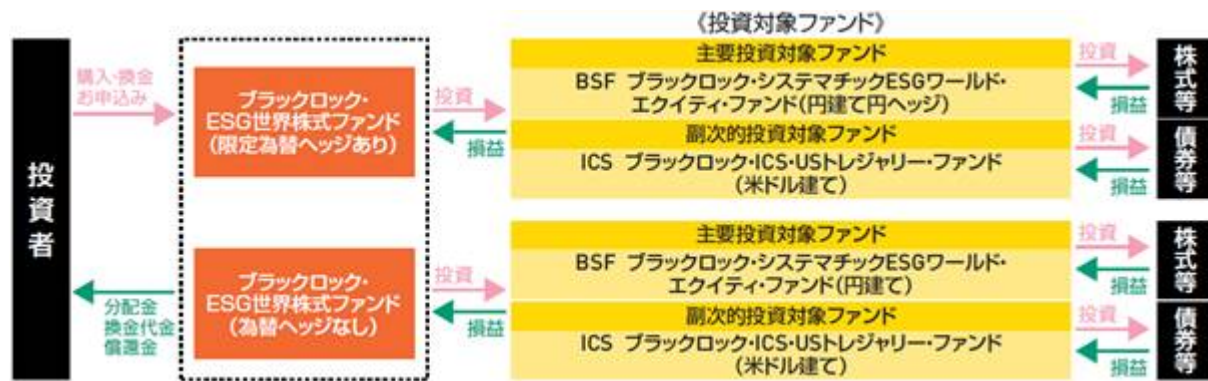 《投資対象ファンド》
投資者
購入・換金
お申込み
分配金
換金代金
償還金
ブラックロック・
ESG世界株式ファンド
(限定為替ヘッジあり)
投資
損益
主要投資対象ファンド
BSF ブラックロック・システマチックESGワールド・
エクイティ・ファンド(円建て円ヘッジ)
投資
損益
株式等
副次的投資対象ファンド
ICS ブラックロック・ICS・USトレジャリー・ファンド
(米ドル建て)
投資
損益
債券等
ブラックロック・
ESG世界株式ファンド
(為替ヘッジなし)
投資
損益
主要投資対象ファンド
BSF ブラックロック・システマチックESGワールド・
エクイティ・ファンド(円建て)
投資
損益
株式等
副次的投資対象ファンド
ICS ブラックロック・ICS・USトレジャリー・ファンド
(米ドル建て)
投資
損益
債券等